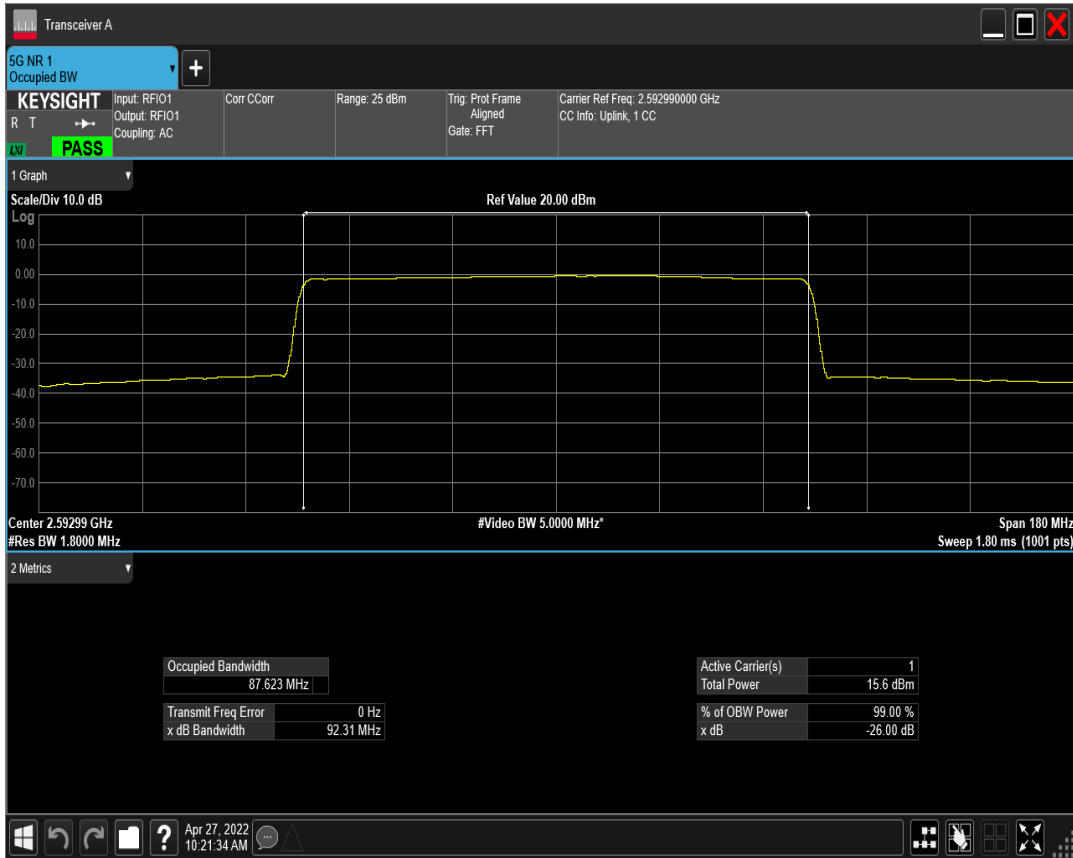 Transceiver A
5G NR 1
Occupied BW
KEYSIGHT
R T
LXI
PASS
Input: RFIO1
Output: RFIO1
Coupling: AC
Corr CCorr
Range: 25 dBm
Trig: Prot Frame
Aligned
Gate: FFT
Carrier Ref Freq: 2.592990000 GHz
CC Info: Uplink, 1 CC
1 Graph
Scale/Div 10.0 dB
Ref Value 20.00 dBm
Log
10.0
0.00
-10.0
-20.0
-30.0
-40.0
-50.0
-60.0
-70.0
Center 2.59299 GHz
#Video BW 5.0000 MHz*
Span 180 MHz
#Res BW 1.8000 MHz
Sweep 1.80 ms (1001 pts)
2 Metrics
Occupied Bandwidth
87.623 MHz
Transmit Freq Error 0 Hz
x dB Bandwidth 92.31 MHz
Active Carrier(s) 1
Total Power 15.6 dBm
% of OBW Power 99.00 %
x dB -26.00 dB
?
Apr 27, 2022
10:21:34 AM